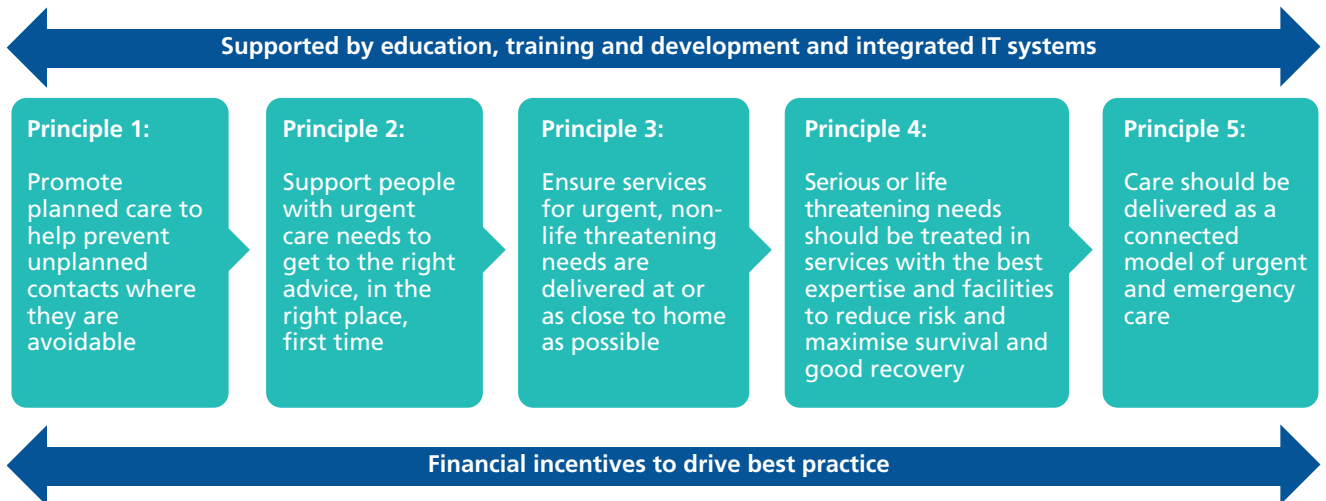 Supported by education, training and development and integrated IT systems
Principle 1:
Promote
planned care to
help prevent
unplanned
contacts where
they are
avoidable
Principle 2:
Support people
with urgent
care needs to
get to the right
advice, in the
right place,
first time
Principle 3:
Ensure services
for urgent, non-
life threatening
needs are
delivered at or
as close to home
as possible
Principle 4:
Serious or life
threatening needs
should be treated in
services with the best
expertise and facilities
to reduce risk and
maximise survival and
good recovery
Principle 5:
Care should be
delivered as a
connected
model of urgent
and emergency
care
Financial incentives to drive best practice